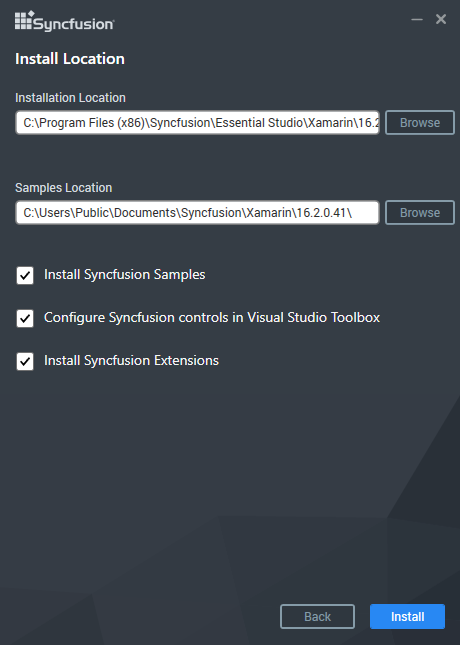 Syncfusion
Install Location
Installation Location
C:\Program Files (x86)\Syncfusion\Essential Studio\Xamarin\16.2
Browse
Samples Location
C:\Users\Public\Documents\Syncfusion\Xamarin\16.2.0.41\
Browse
Install Syncfusion Samples
Configure Syncfusion controls in Visual Studio Toolbox
Install Syncfusion Extensions
Back
Install